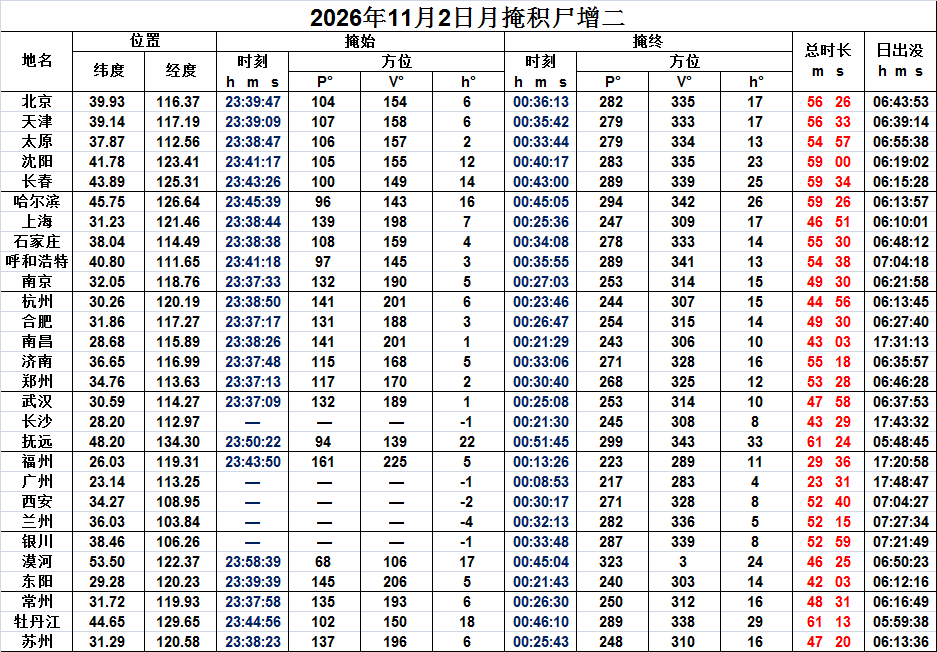 2026年11月2日月掩积尸增二
地名 位置 掩始 掩终 总时长 日出没
纬度 经度 时刻 方位 时刻 方位 m s h m s
h m s P° V° h° h m s P° V° h°
北京 39.93 116.37 23:39:47 104 154 6 00:36:13 282 335 17 56 26 06:43:53
天津 39.14 117.19 23:39:09 107 158 6 00:35:42 279 333 17 56 33 06:39:14
太原 37.87 112.56 23:38:47 106 157 2 00:33:44 279 334 13 54 57 06:55:38
沈阳 41.78 123.41 23:41:17 105 155 12 00:40:17 283 335 23 59 00 06:19:02
长春 43.89 125.31 23:43:26 100 149 14 00:43:00 289 339 25 59 34 06:15:28
哈尔滨 45.75 126.64 23:45:39 96 143 16 00:45:05 294 342 26 59 26 06:13:57
上海 31.23 121.46 23:38:44 139 198 7 00:25:36 247 309 17 46 51 06:10:01
石家庄 38.04 114.49 23:38:38 108 159 4 00:34:08 278 333 14 55 30 06:48:12
呼和浩特 40.80 111.65 23:41:18 97 145 3 00:35:55 289 341 13 54 38 07:04:18
南京 32.05 118.76 23:37:33 132 190 5 00:27:03 253 314 15 49 30 06:21:58
杭州 30.26 120.19 23:38:50 141 201 6 00:23:46 244 307 15 44 56 06:13:45
合肥 31.86 117.27 23:37:17 131 188 3 00:26:47 254 315 14 49 30 06:27:40
南昌 28.68 115.89 23:38:26 141 201 1 00:21:29 243 306 10 43 03 17:31:13
济南 36.65 116.99 23:37:48 115 168 5 00:33:06 271 328 16 55 18 06:35:57
郑州 34.76 113.63 23:37:13 117 170 2 00:30:40 268 325 12 53 28 06:46:28
武汉 30.59 114.27 23:37:09 132 189 1 00:25:08 253 314 10 47 58 06:37:53
长沙 28.20 112.97 — — — -1 00:21:30 245 308 8 43 29 17:43:32
抚远 48.20 134.30 23:50:22 94 139 22 00:51:45 299 343 33 61 24 05:48:45
福州 26.03 119.31 23:43:50 161 225 5 00:13:26 223 289 11 29 36 17:20:58
广州 23.14 113.25 — — — -1 00:08:53 217 283 4 23 31 17:48:47
西安 34.27 108.95 — — — -2 00:30:17 271 328 8 52 40 07:04:27
兰州 36.03 103.84 — — — -4 00:32:13 282 336 5 52 15 07:27:34
银川 38.46 106.26 — — — -1 00:33:48 287 339 8 52 59 07:21:49
漠河 53.50 122.37 23:58:39 68 106 17 00:45:04 323 3 24 46 25 06:50:23
东阳 29.28 120.23 23:39:39 145 206 5 00:21:43 240 303 14 42 03 06:12:16
常州 31.72 119.93 23:37:58 135 193 6 00:26:30 250 312 16 48 31 06:16:49
牡丹江 44.65 129.65 23:44:56 102 150 18 00:46:10 289 338 29 61 13 05:59:38
苏州 31.29 120.58 23:38:23 137 196 6 00:25:43 248 310 16 47 20 06:13:36